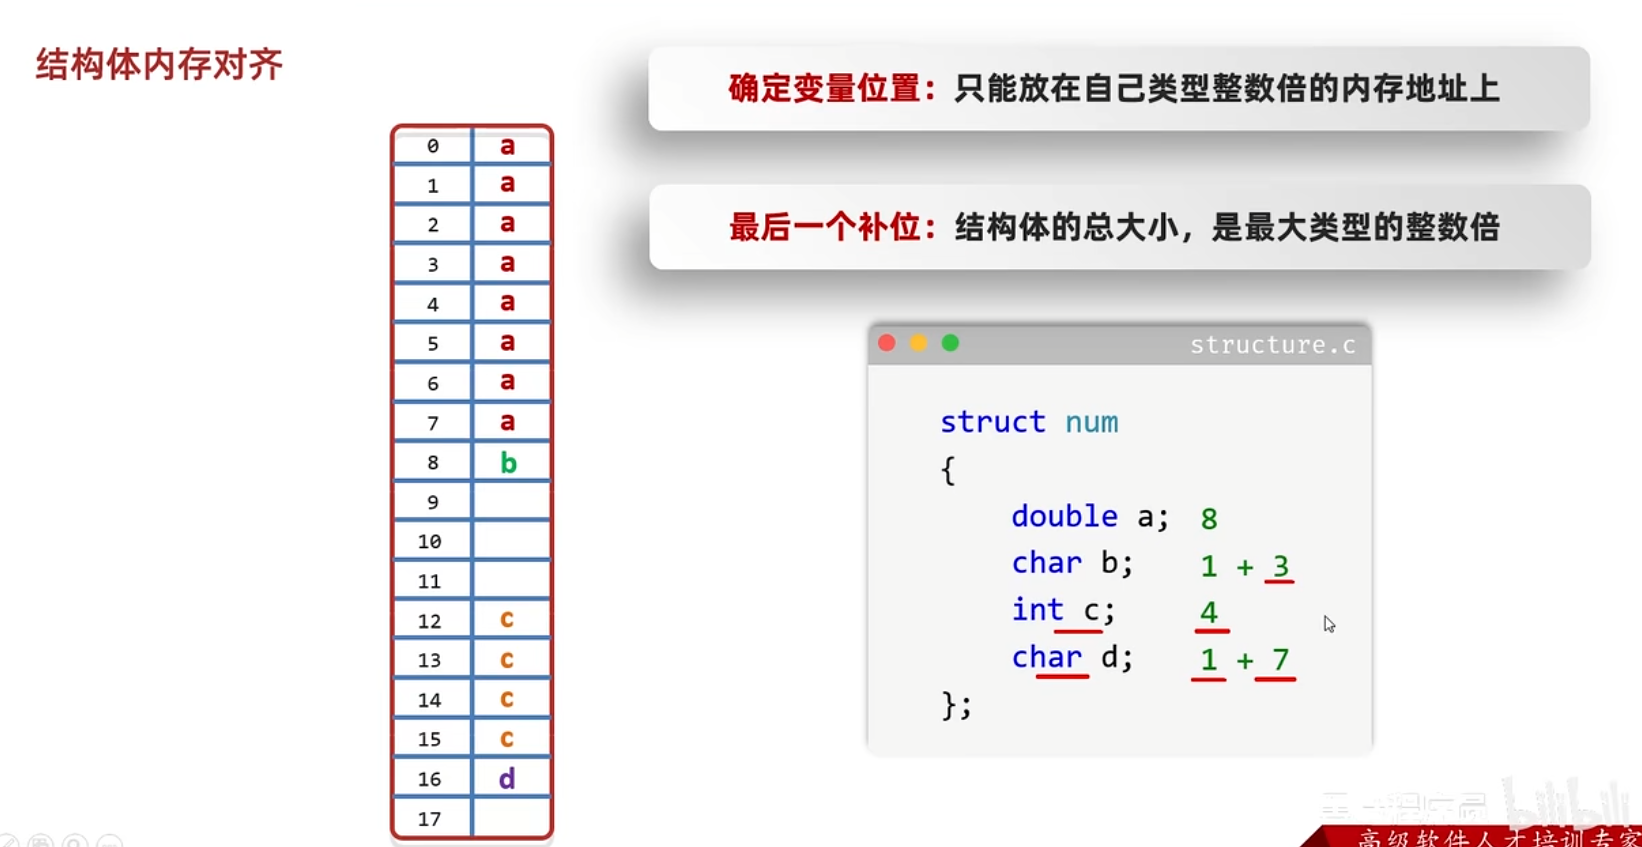 结构体内存对齐
确定变量位置：只能放在自己类型整数倍的内存地址上
最后一个补位：结构体的总大小，是最大类型的整数倍
0 a
1 a
2 a
3 a
4 a
5 a
6 a
7 a
8 b
9
10
11
12 c
13 c
14 c
15 c
16 d
17
structure.c
struct num
{
double a; 8
char b; 1 + 3
int c; 4
char d; 1 + 7
};
bilibili
高级软件人才培训专家